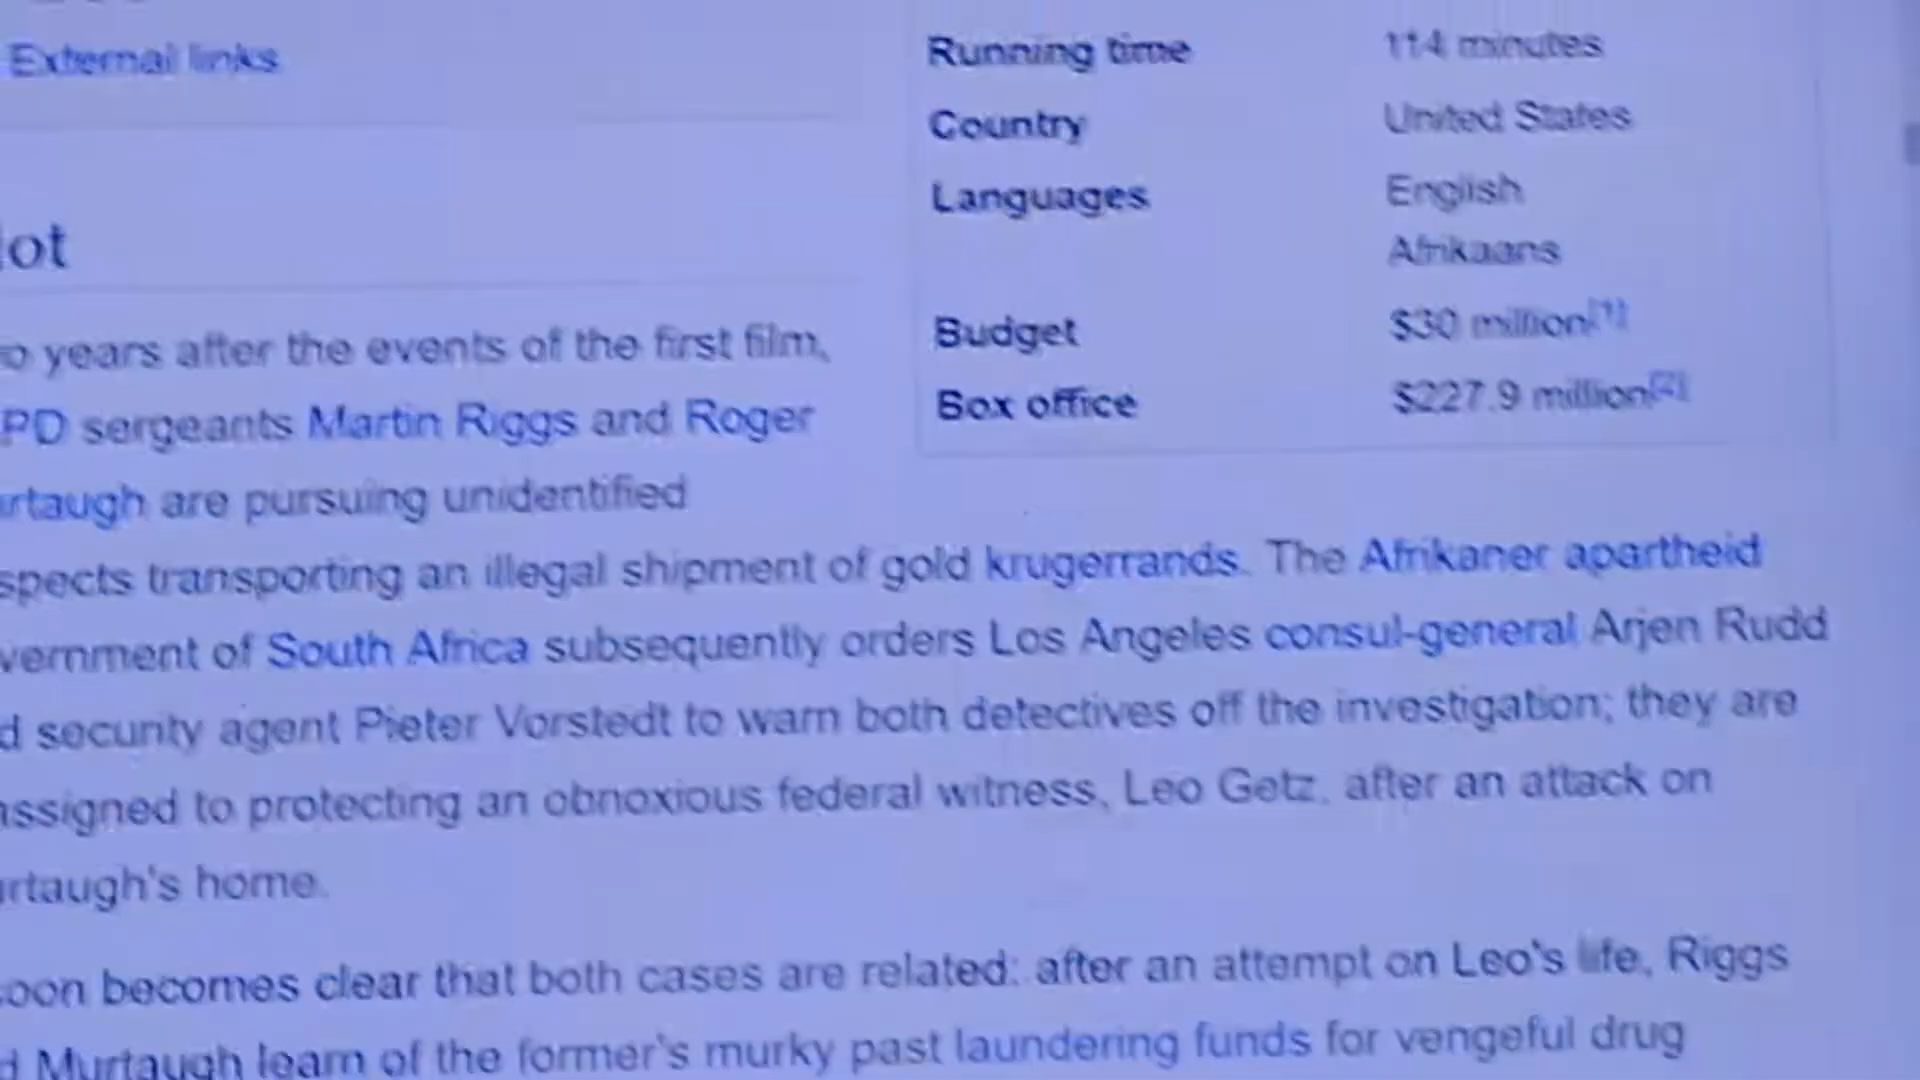 External links
Running time 114 minutes
Country United States
Languages English
Afrikaans
Budget $30 million[1]
Box office $227.9 million[2]
lot
o years after the events of the first film,
PD sergeants Martin Riggs and Roger
rtaugh are pursuing unidentified
spects transporting an illegal shipment of gold krugerrands. The Afrikaner apartheid
vernment of South Africa subsequently orders Los Angeles consul-general Arjen Rudd
d security agent Pieter Vorstedt to warn both detectives off the investigation; they are
assigned to protecting an obnoxious federal witness, Leo Getz, after an attack on
rtaugh's home.
oon becomes clear that both cases are related: after an attempt on Leo's life, Riggs
d Murtaugh learn of the former's murky past laundering funds for vengeful drug